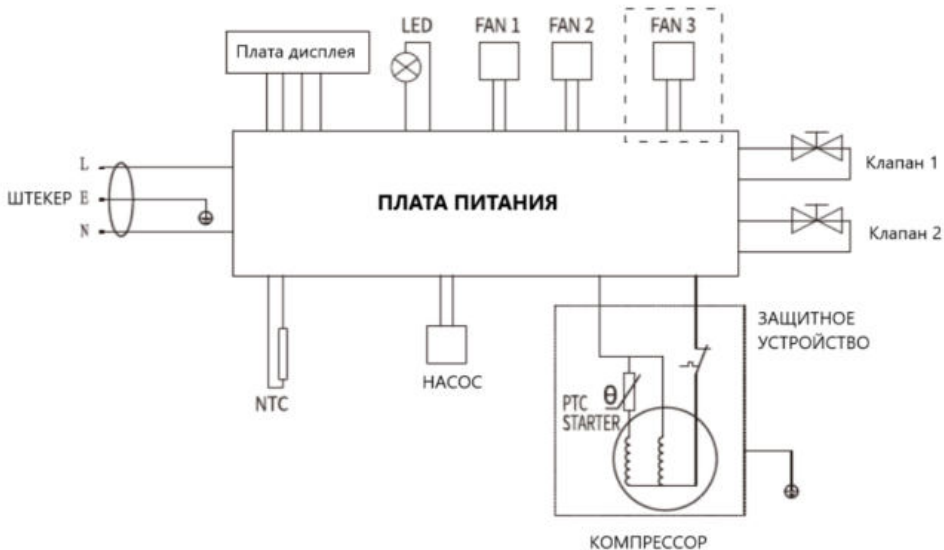 Плата дисплея
LED
FAN 1
FAN 2
FAN 3
L
ШТЕКЕР E
N
ПЛАТА ПИТАНИЯ
Клапан 1
Клапан 2
NTC
НАСОС
ЗАЩИТНОЕ
УСТРОЙСТВО
θ
PTC
STARTER
КОМПРЕССОР